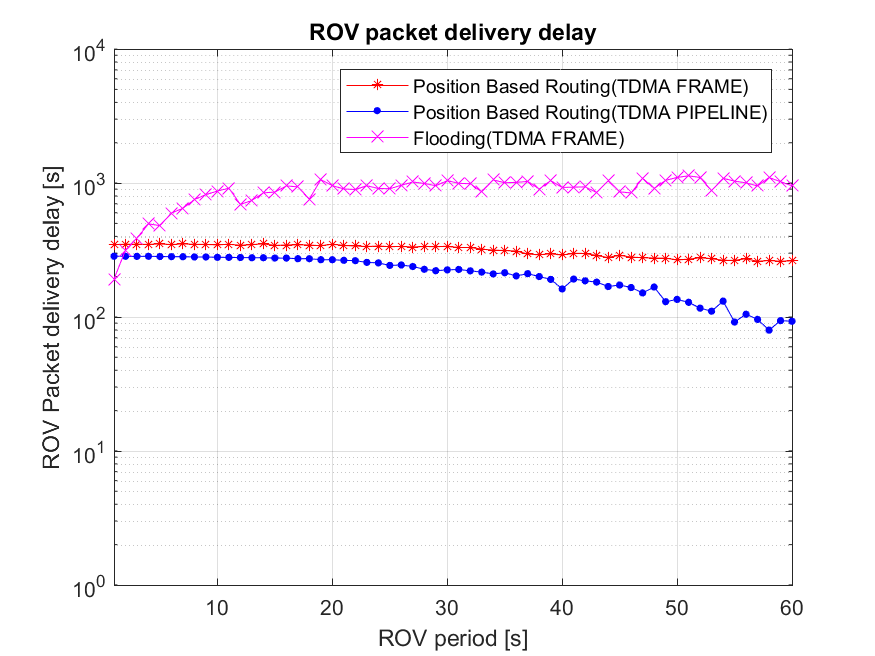 ROV packet delivery delay
Position Based Routing(TDMA FRAME)
Position Based Routing(TDMA PIPELINE)
Flooding(TDMA FRAME)
ROV Packet delivery delay [s]
10^4
10^3
10^2
10^1
10^0
10 20 30 40 50 60
ROV period [s]